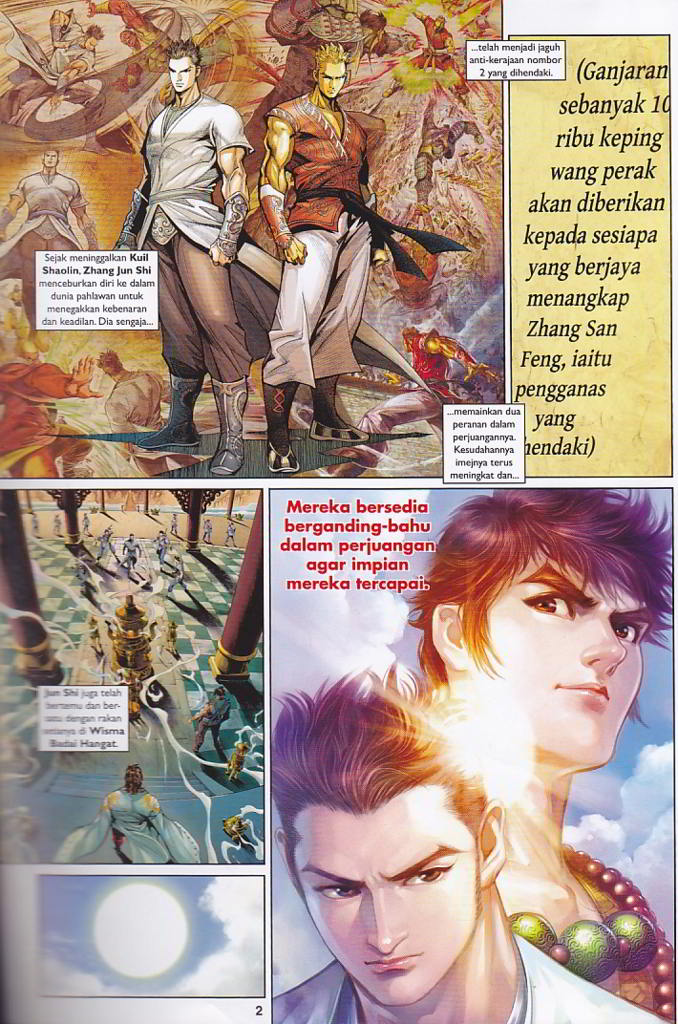 Sejak meninggalkan Kuil
Shaolin, Zhang Jun Shi
menceburkan diri ke dalam
dunia pahlawan untuk
menegakkan kebenaran
dan keadilan. Dia sengaja...
...memainkan dua
peranan dalam
perjuangannya.
Kesudahannya
imejnya terus
meningkat dan...
...telah menjadi jaguh
anti-kerajaan nombor
2 yang dihendaki.
(Ganjaran
sebanyak 10
ribu keping
wang perak
akan diberikan
kepada sesiapa
yang berjaya
menangkap
Zhang San
Feng, iaitu
pengganas
yang
hendaki)
Jun Shi juga telah
bertemu dan ber-
satu dengan rakan
setianya di Wisma
Badai Hangat.
Mereka bersedia
berganding-bahu
dalam perjuangan
agar impian
mereka tercapai.
2